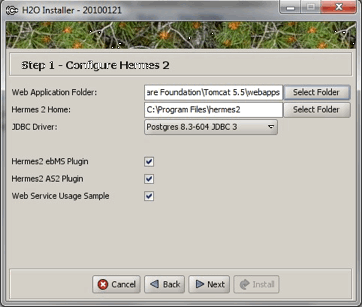 H2O Installer - 20100121
Step 1 - Configure Hermes 2
Web Application Folder: are Foundation\Tomcat 5.5\webapps Select Folder
Hermes 2 Home: C:\Program Files\hermes2 Select Folder
JDBC Driver: Postgres 8.3-604 JDBC 3
Hermes2 ebMS Plugin
Hermes2 AS2 Plugin
Web Service Usage Sample
Cancel Back Next Install